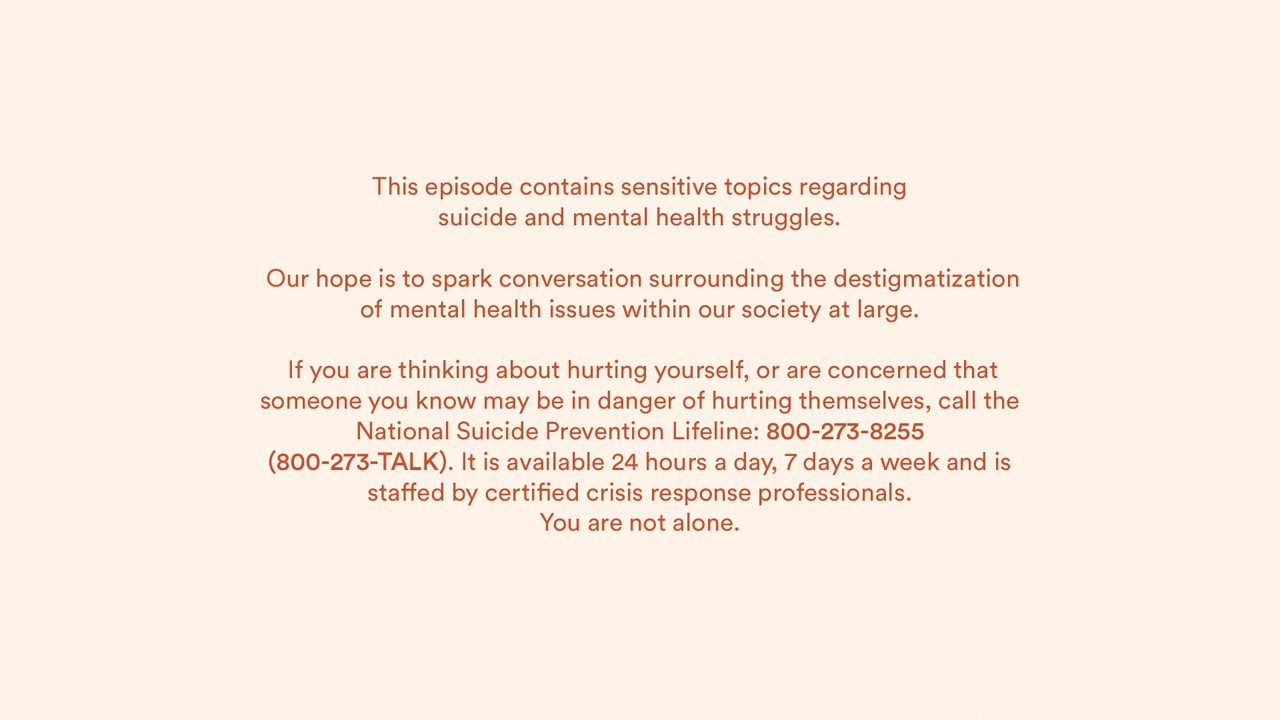 This episode contains sensitive topics regarding
suicide and mental health struggles.
Our hope is to spark conversation surrounding the destigmatization
of mental health issues within our society at large.
If you are thinking about hurting yourself, or are concerned that
someone you know may be in danger of hurting themselves, call the
National Suicide Prevention Lifeline: 800-273-8255
(800-273-TALK). It is available 24 hours a day, 7 days a week and is
staffed by certified crisis response professionals.
You are not alone.